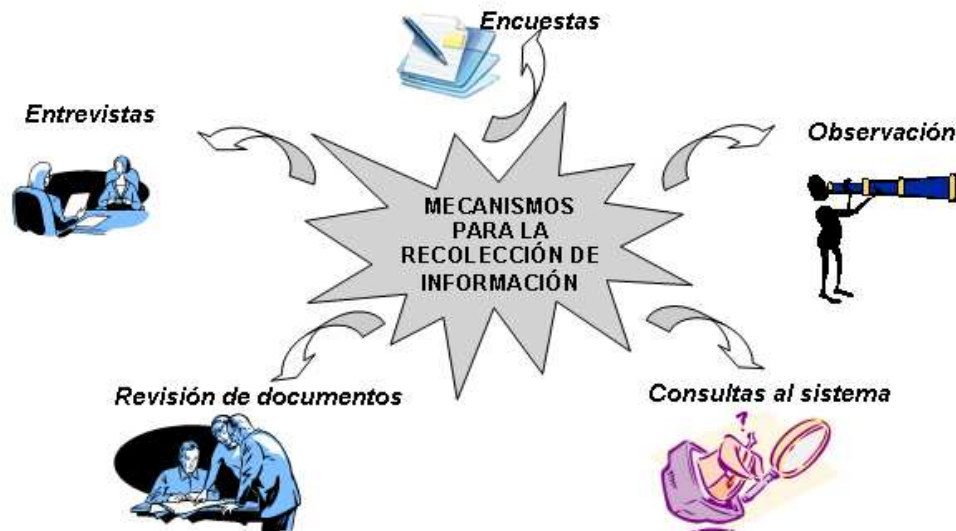 Encuestas
Entrevistas
Observación
MECANISMOS
PARA LA
RECOLECCIÓN DE
INFORMACIÓN
Revisión de documentos
Consultas al sistema
?